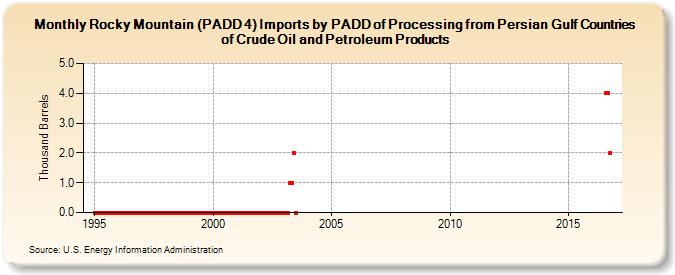 Monthly Rocky Mountain (PADD 4) Imports by PADD of Processing from Persian Gulf Countries
of Crude Oil and Petroleum Products
Thousand Barrels
5.0
4.0
3.0
2.0
1.0
0.0
1995
2000
2005
2010
2015
Source: U.S. Energy Information Administration